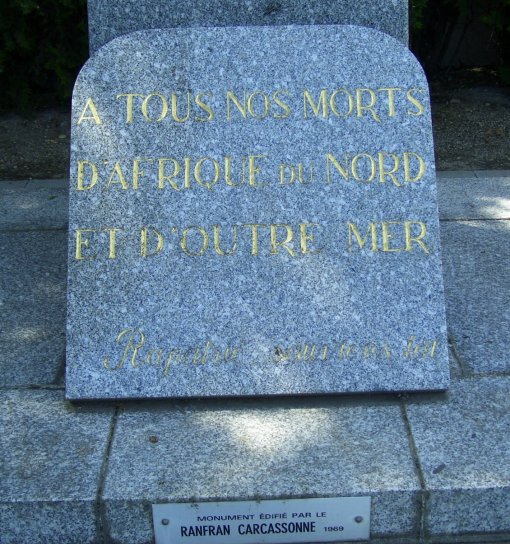 A TOUS NOS MORTS
D'AFRIQUE DU NORD
ET D'OUTRE MER
MONUMENT ÉDIFIÉ PAR LE
RANFRAN CARCASSONNE 1969